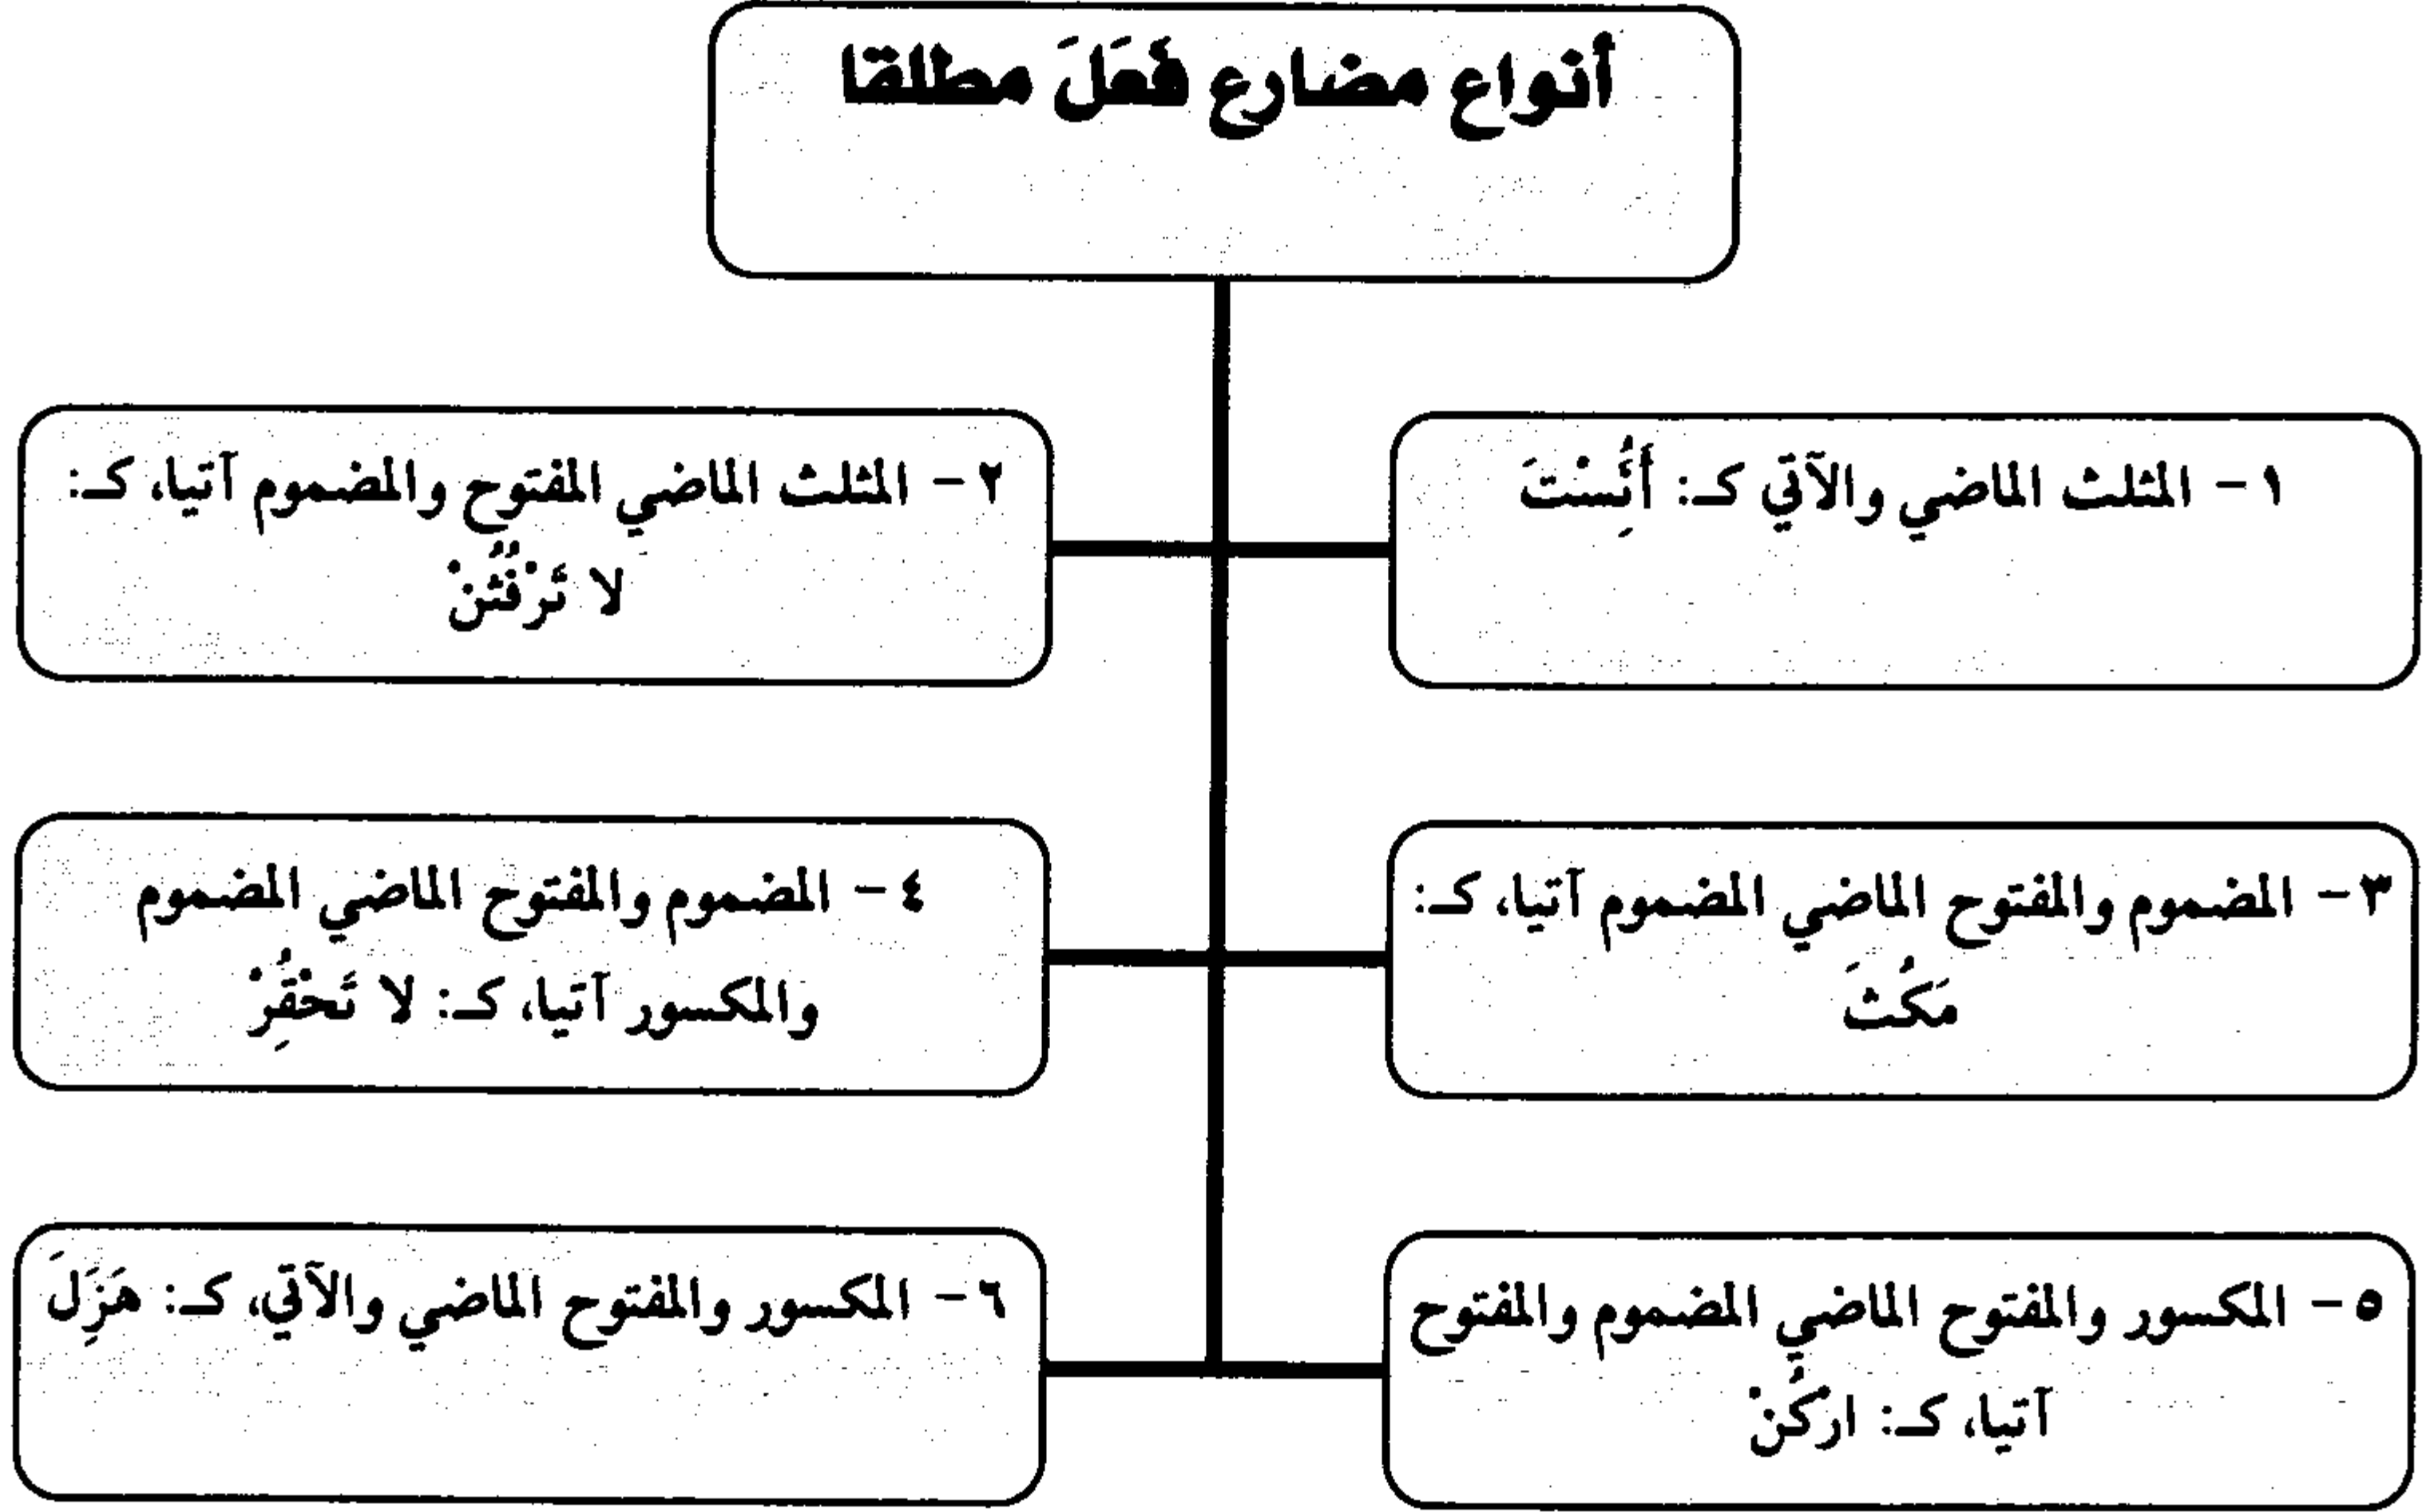 أنواع مضارع فَعَلَ مطلقا
١ - المثلث الماضي والآتي كـ: أَنَُِسْتَ
٢ - المثلث الماضي المفتوح والمضموم آتيا، كـ:
لا تَرْفَُثَنْ
٣ - المضموم والمفتوح الماضي المضموم آتيا، كـ:
مَكَُثَ
٤ - المضموم والمفتوح الماضي المضموم
والمكسور آتيا، كـ: لا تَحْقُِرْ
٥ - المكسور والمفتوح الماضي المضموم والمفتوح
آتيا، كـ: ارْكَُنْ
٦ - المكسور والمفتوح الماضي والآتي، كـ: هَزَِلَ